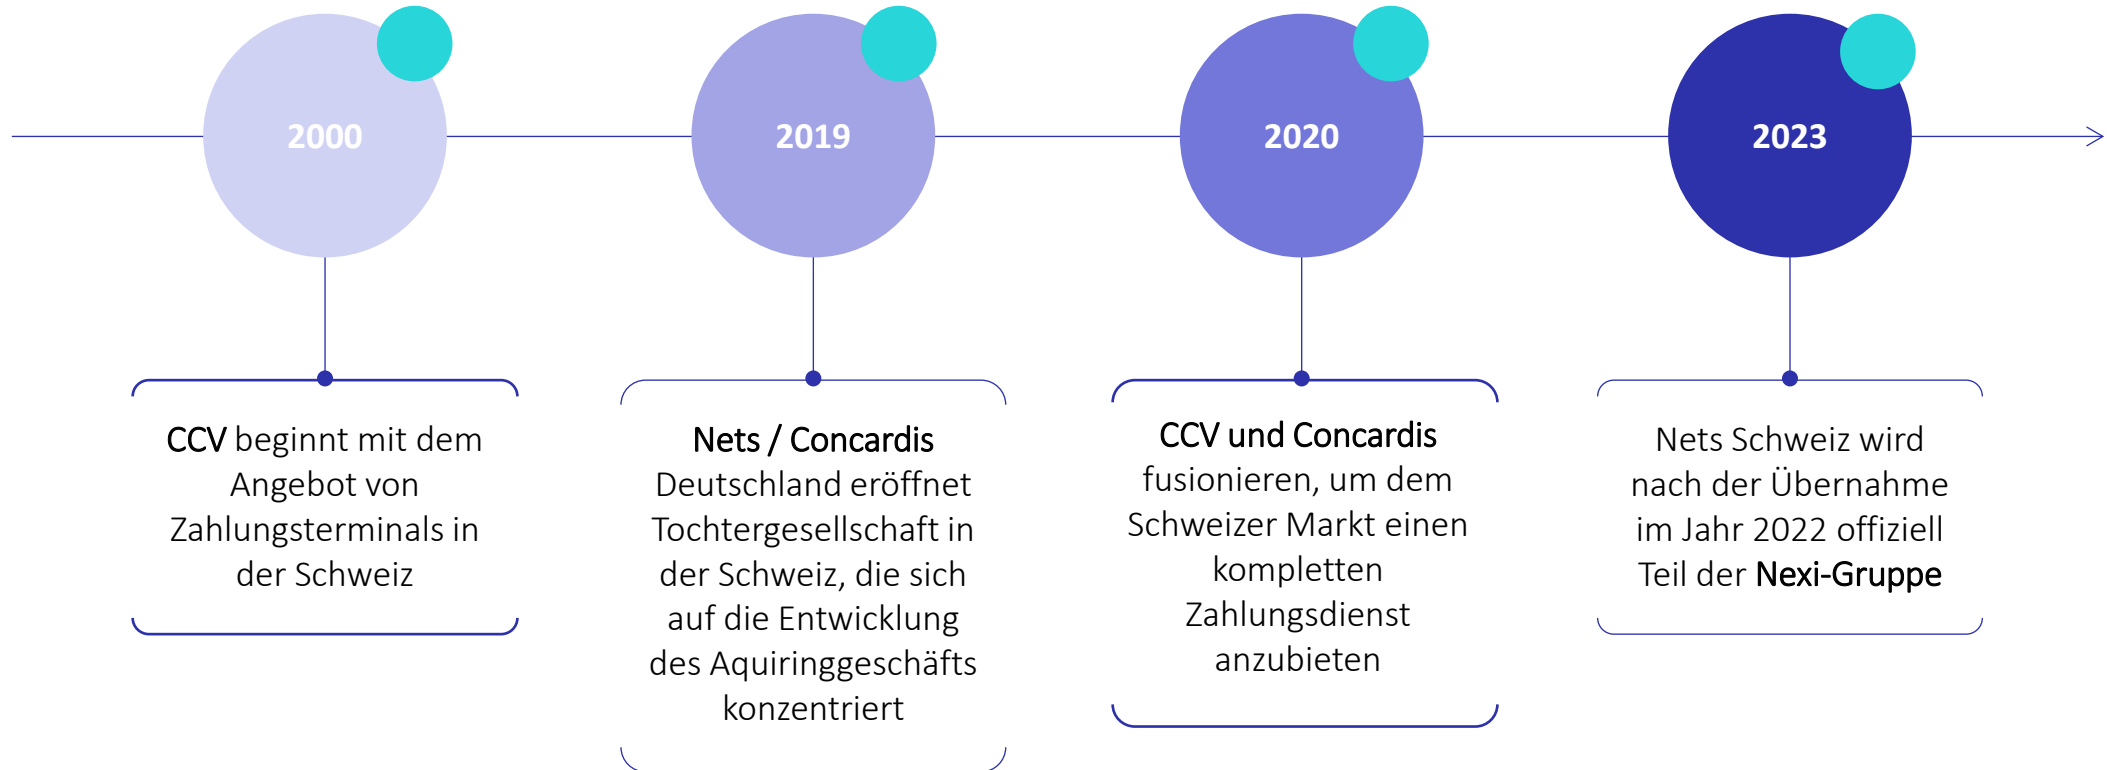 2000
2019
2020
2023
CCV beginnt mit dem
Angebot von
Zahlungsterminals in
der Schweiz
Nets / Concardis
Deutschland eröffnet
Tochtergesellschaft in
der Schweiz, die sich
auf die Entwicklung
des Aquiringgeschäfts
konzentriert
CCV und Concardis
fusionieren, um dem
Schweizer Markt einen
kompletten
Zahlungsdienst
anzubieten
Nets Schweiz wird
nach der Übernahme
im Jahr 2022 offiziell
Teil der Nexi-Gruppe